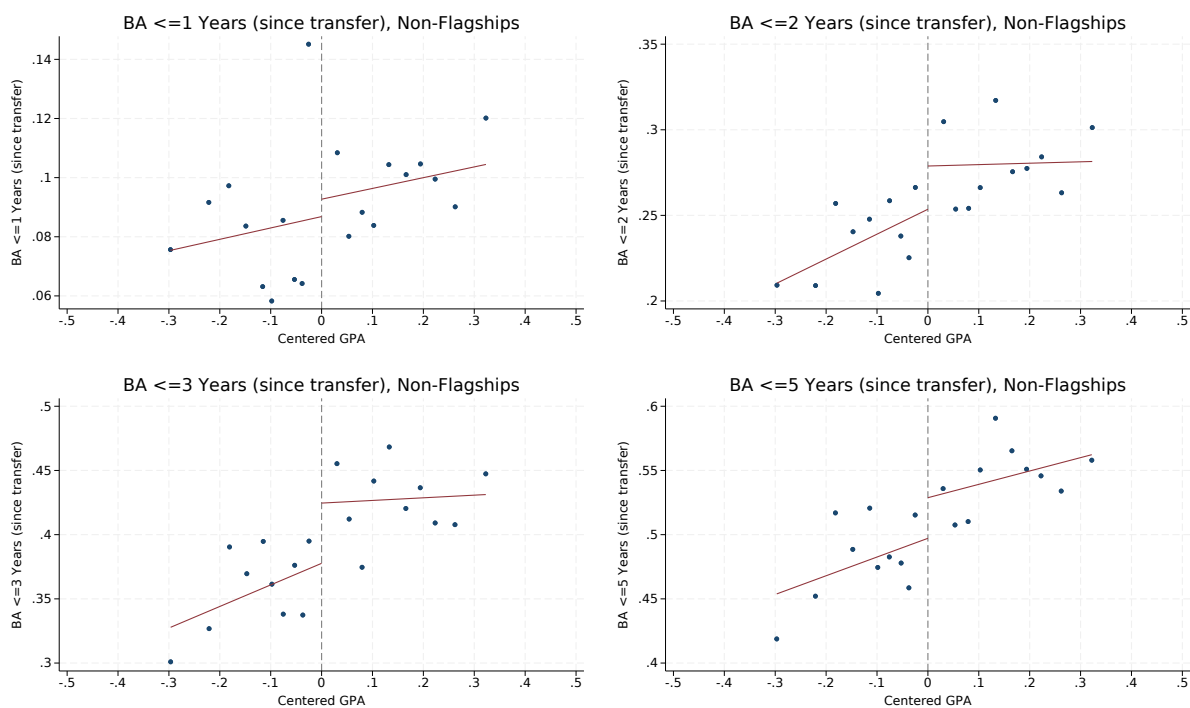 BA <=1 Years (since transfer), Non-Flagships
BA <=1 Years (since transfer)
.14
.12
.1
.08
.06
-.5 -.4 -.3 -.2 -.1 0 .1 .2 .3 .4 .5
Centered GPA
BA <=2 Years (since transfer), Non-Flagships
BA <=2 Years (since transfer)
.35
.3
.25
.2
-.5 -.4 -.3 -.2 -.1 0 .1 .2 .3 .4 .5
Centered GPA
BA <=3 Years (since transfer), Non-Flagships
BA <=3 Years (since transfer)
.5
.45
.4
.35
.3
-.5 -.4 -.3 -.2 -.1 0 .1 .2 .3 .4 .5
Centered GPA
BA <=5 Years (since transfer), Non-Flagships
BA <=5 Years (since transfer)
.6
.55
.5
.45
.4
-.5 -.4 -.3 -.2 -.1 0 .1 .2 .3 .4 .5
Centered GPA